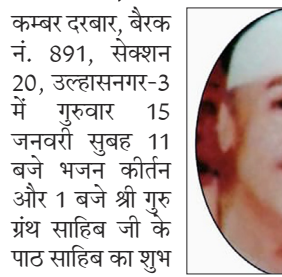 कम्बर दरबार, बैरक
नं. 891, सेक्शन
20, उल्हासनगर-3
में गुरुवार 15
जनवरी सुबह 11
बजे भजन कीर्तन
और 1 बजे श्री गुरु
ग्रंथ साहिब जी के
पाठ साहिब का शुभ